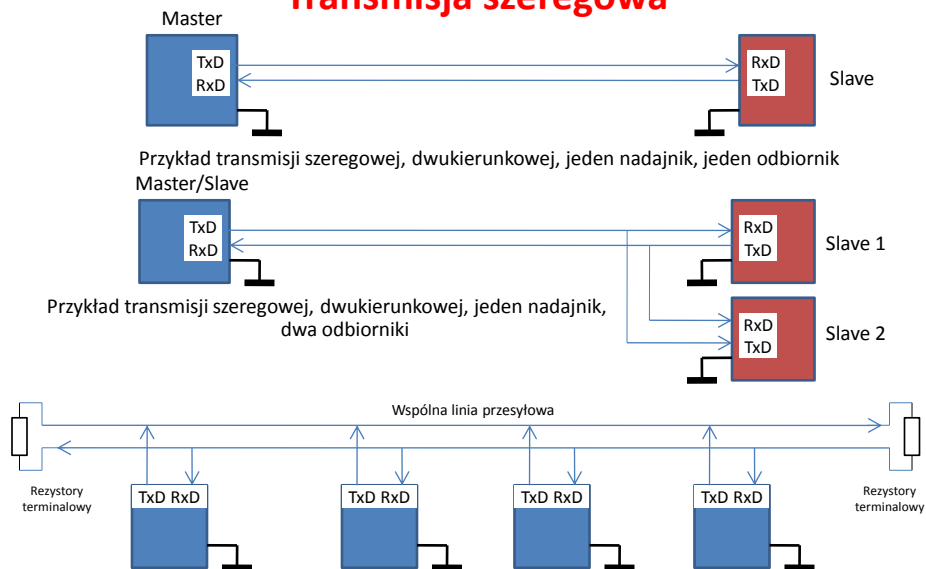 Transmisja szeregowa
Master
TxD
RxD
RxD
TxD
Slave
Przykład transmisji szeregowej, dwukierunkowej, jeden nadajnik, jeden odbiornik
Master/Slave
TxD
RxD
RxD
TxD
Slave 1
Przykład transmisji szeregowej, dwukierunkowej, jeden nadajnik,
dwa odbiorniki
RxD
TxD
Slave 2
Wspólna linia przesyłowa
Rezystory
terminalowy
TxD RxD
TxD RxD
TxD RxD
TxD RxD
Rezystory
terminalowy